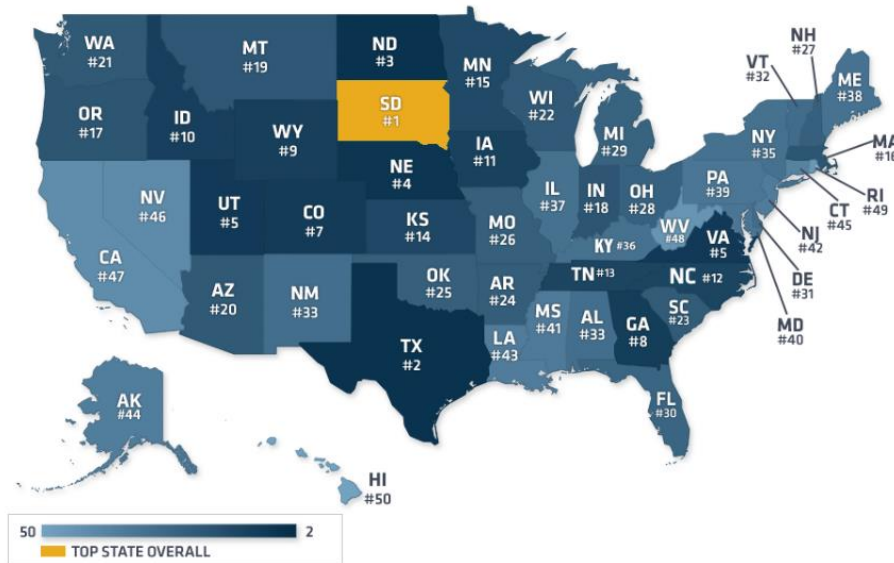 WA
#21
MT
#19
ND
#3
MN
#15
NH
#27
VT
#32
ME
#38
OR
#17
ID
#10
SD
#1
WI
#22
MI
#29
NY
#35
MA
#16
WY
#9
IA
#11
NE
#4
PA
#39
RI
#49
NV
#46
UT
#5
CO
#7
IL
#37
IN
#18
OH
#28
CT
#45
NJ
#42
CA
#47
KS
#14
MO
#26
WV
#48
VA
#5
KY #36
DE
#31
AZ
#20
NM
#33
OK
#25
AR
#24
TN #13
NC #12
MD
#40
TX
#2
LA
#43
MS
#41
AL
#33
GA
#8
SC
#23
AK
#44
FL
#30
HI
#50
50 2
TOP STATE OVERALL